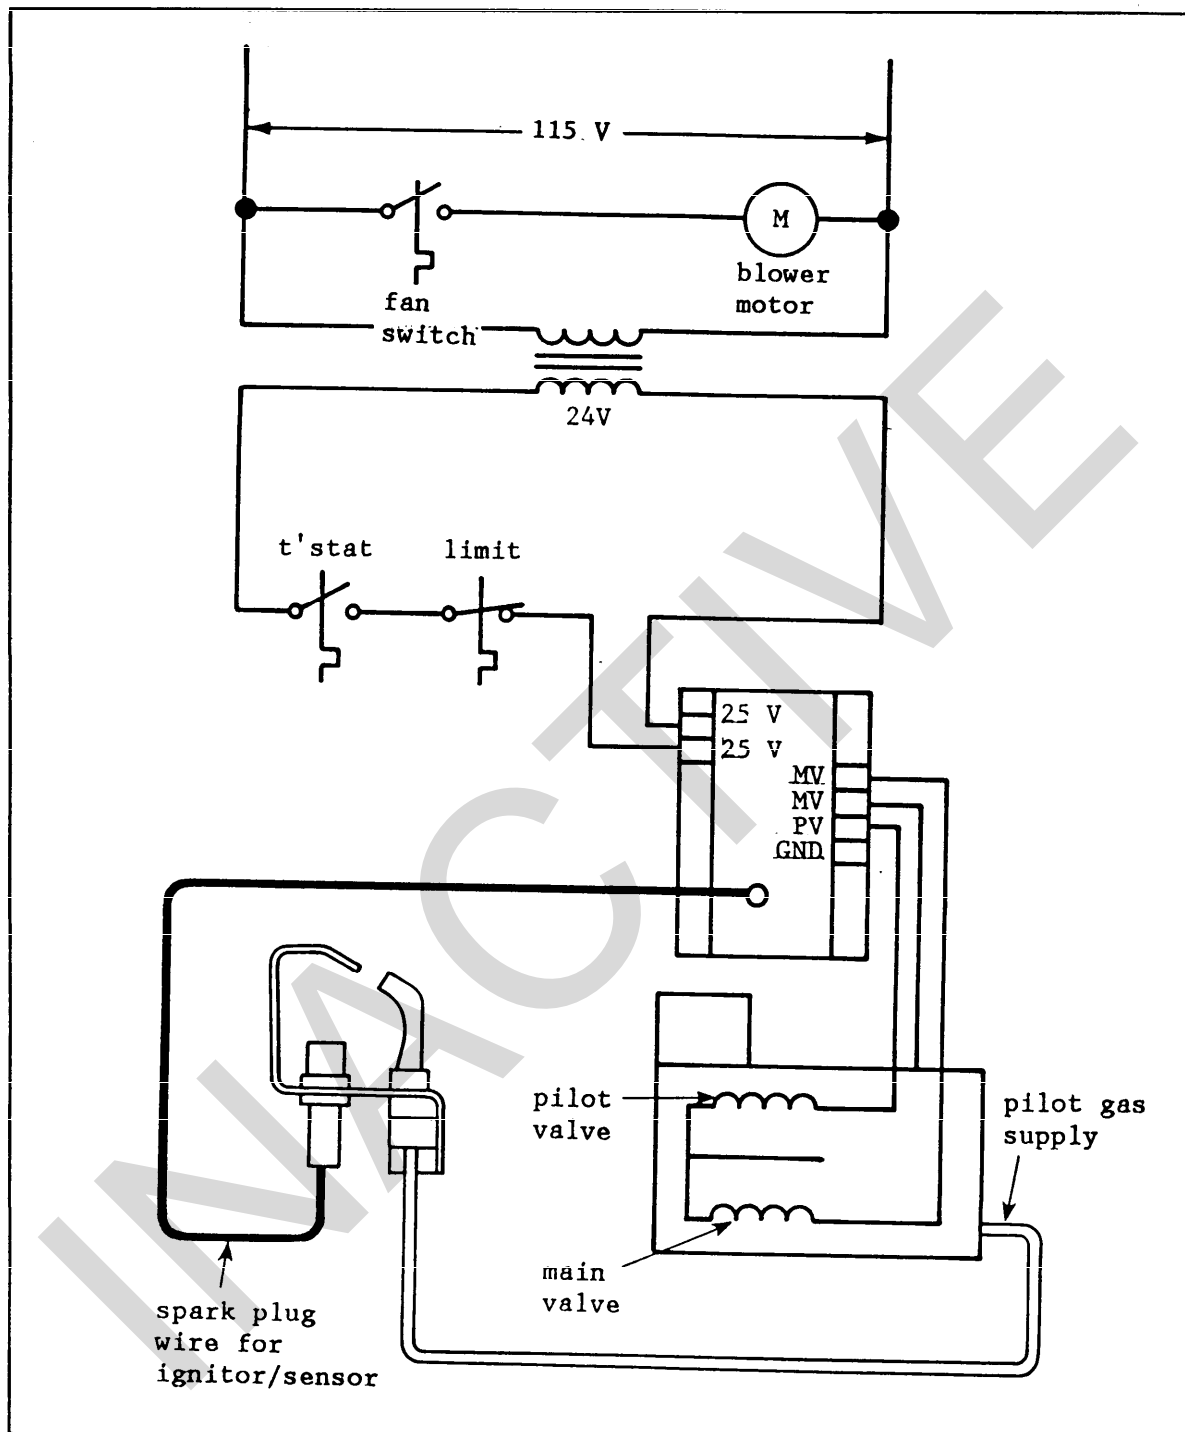 115 V
M
blower
motor
fan
switch
24V
t'stat
limit
25 V
25 V
MV
MV
PV
GND
pilot
valve
pilot gas
supply
main
valve
spark plug
wire for
ignitor/sensor
INACTIVE